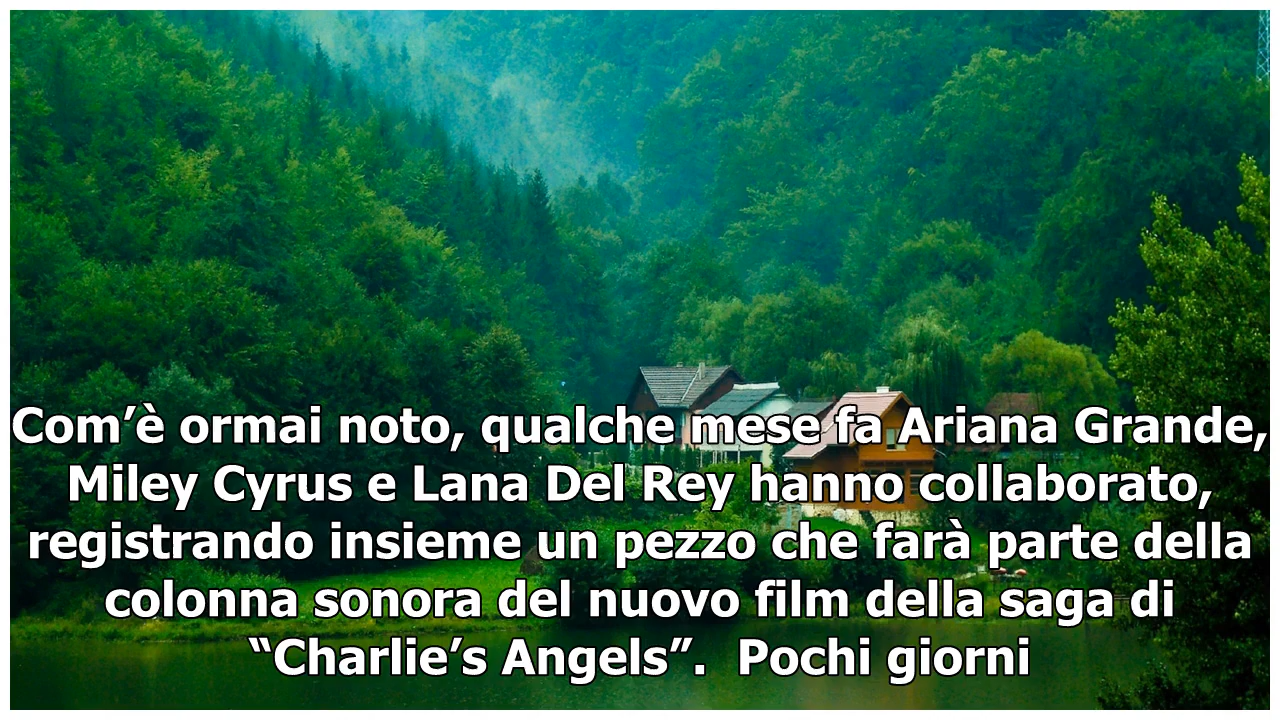 Com’è ormai noto, qualche mese fa Ariana Grande,
Miley Cyrus e Lana Del Rey hanno collaborato,
registrando insieme un pezzo che farà parte della
colonna sonora del nuovo film della saga di
“Charlie’s Angels”.  Pochi giorni